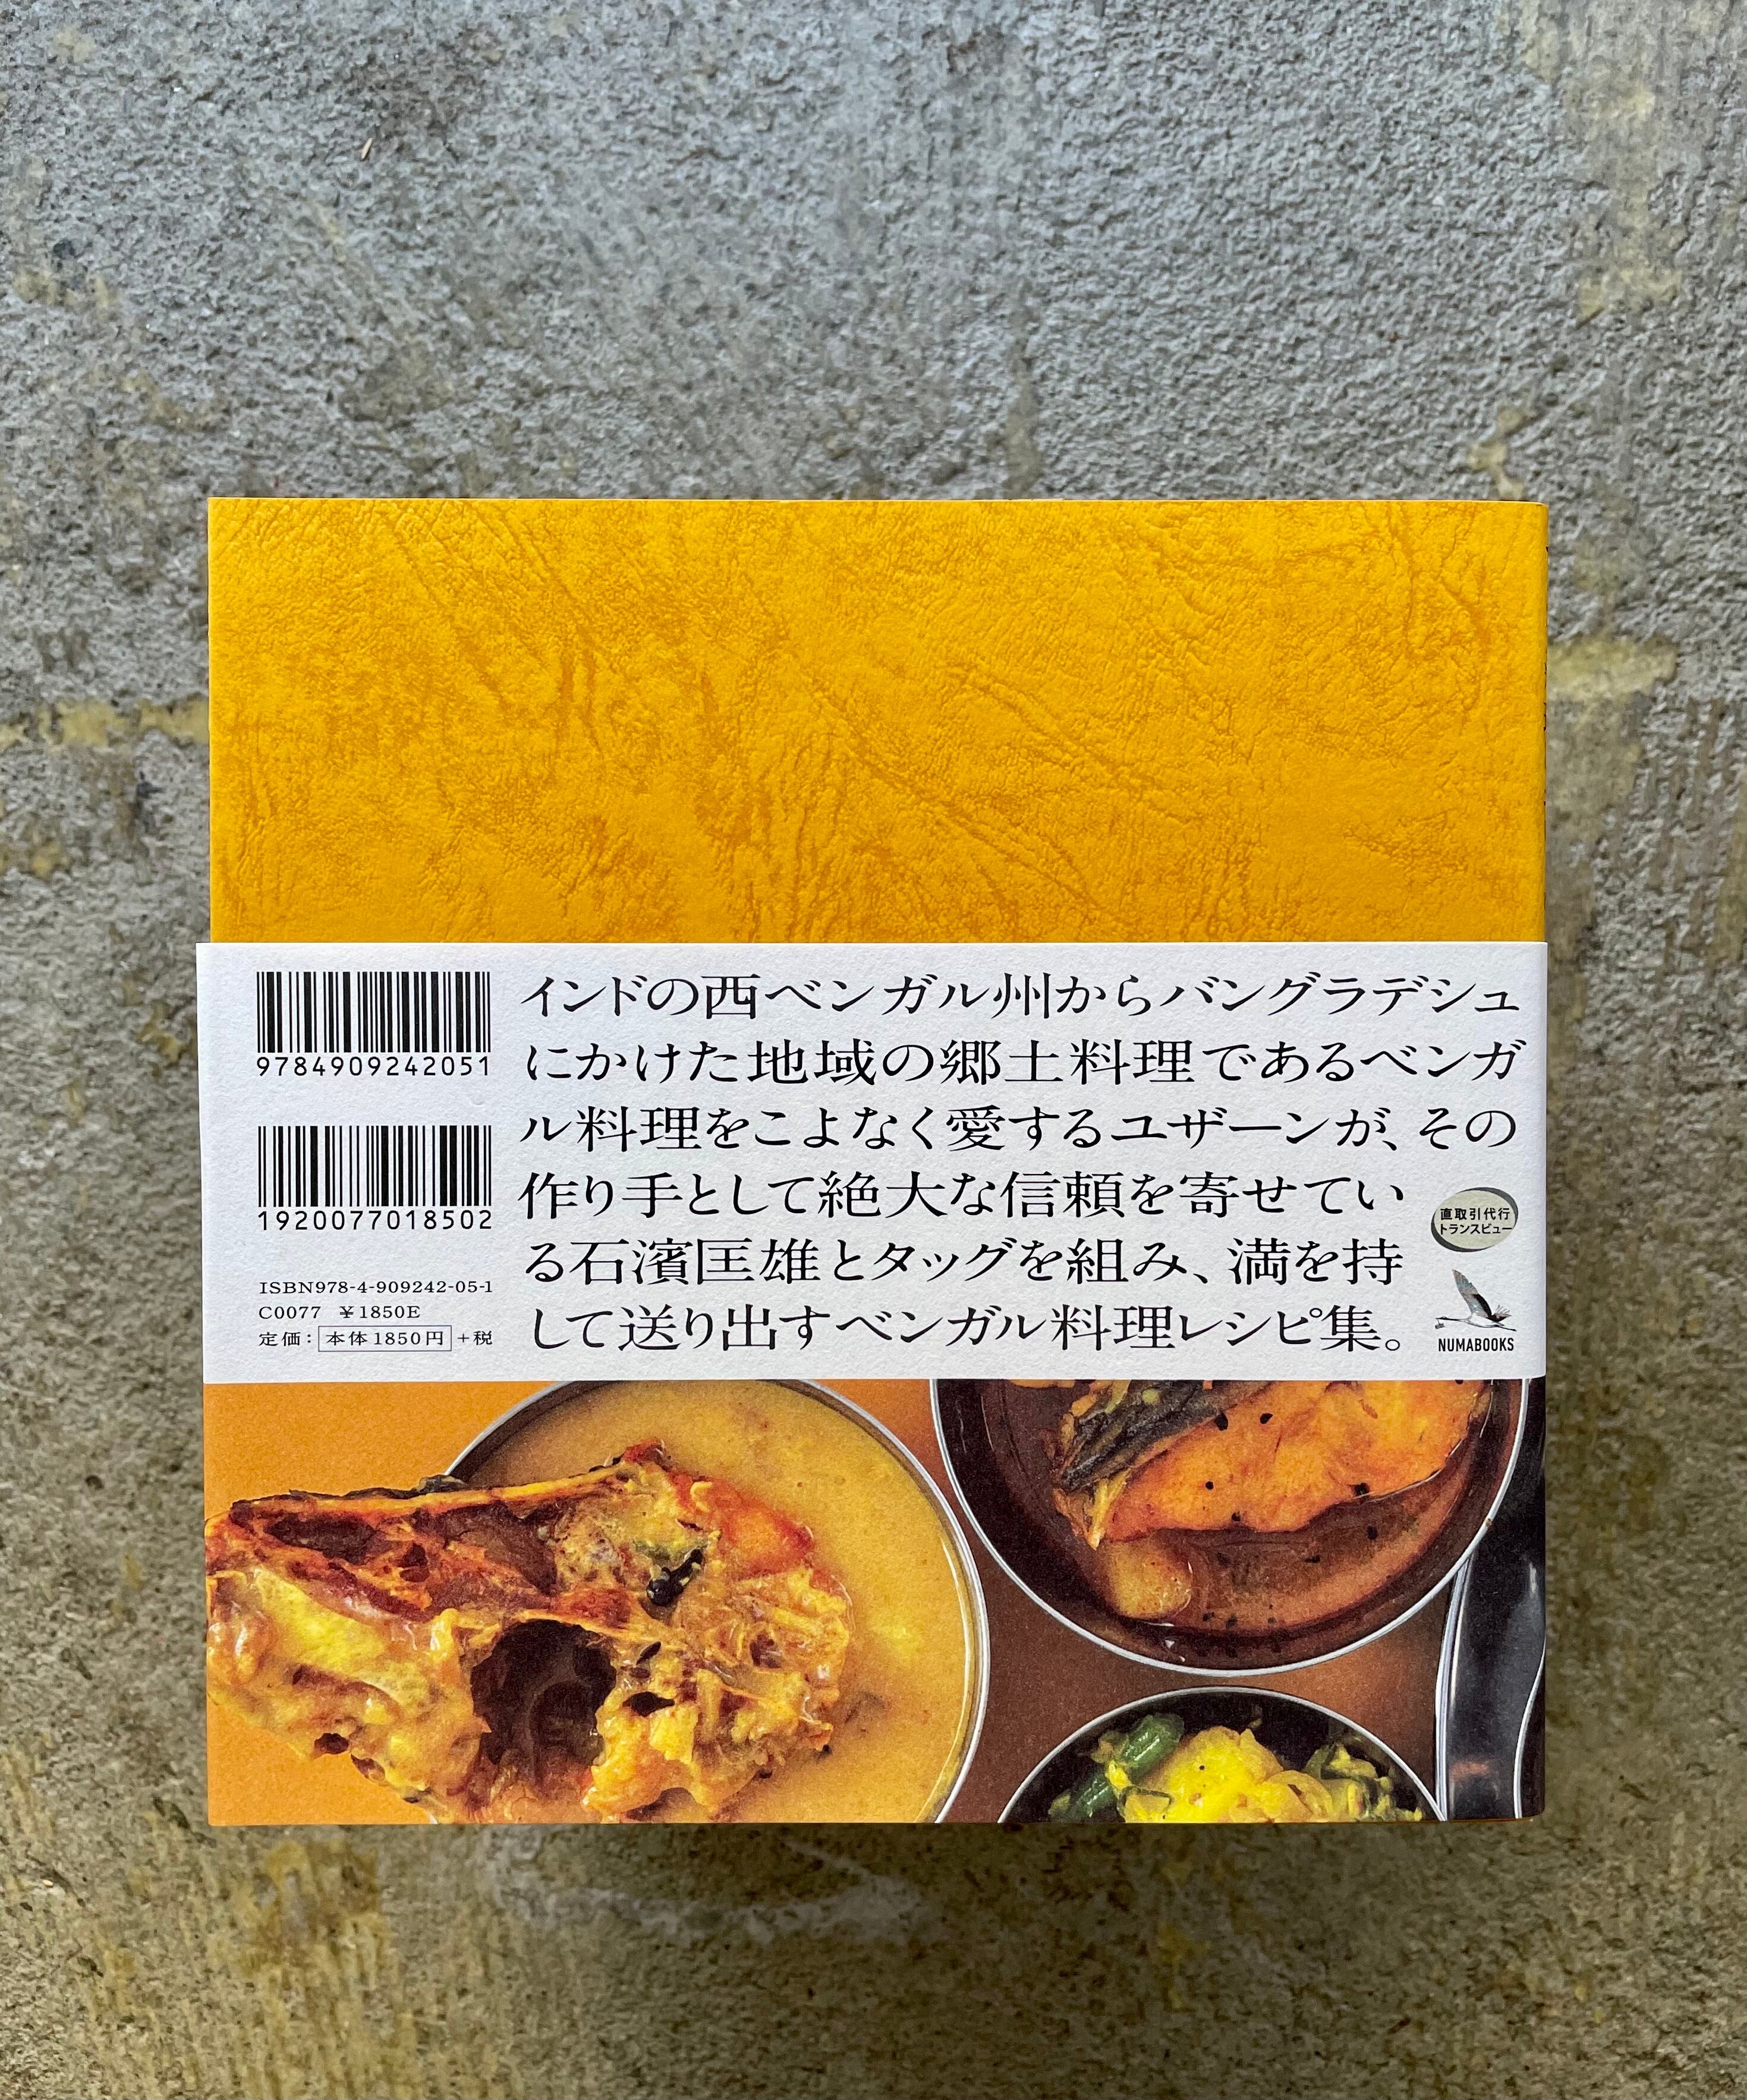 9784909242051
1920077018502
ISBN978-4-909242-05-1
C0077 ¥1850E
定価：本体1850円+税
インドの西ベンガル州からバングラデシュ
にかけた地域の郷土料理であるベンガ
ル料理をこよなく愛するユザーンが、その
作り手として絶大な信頼を寄せてい
る石濱匡雄とタッグを組み、満を持
して送り出すベンガル料理レシピ集。
直取引代行
トランスビュー
NUMABOOKS